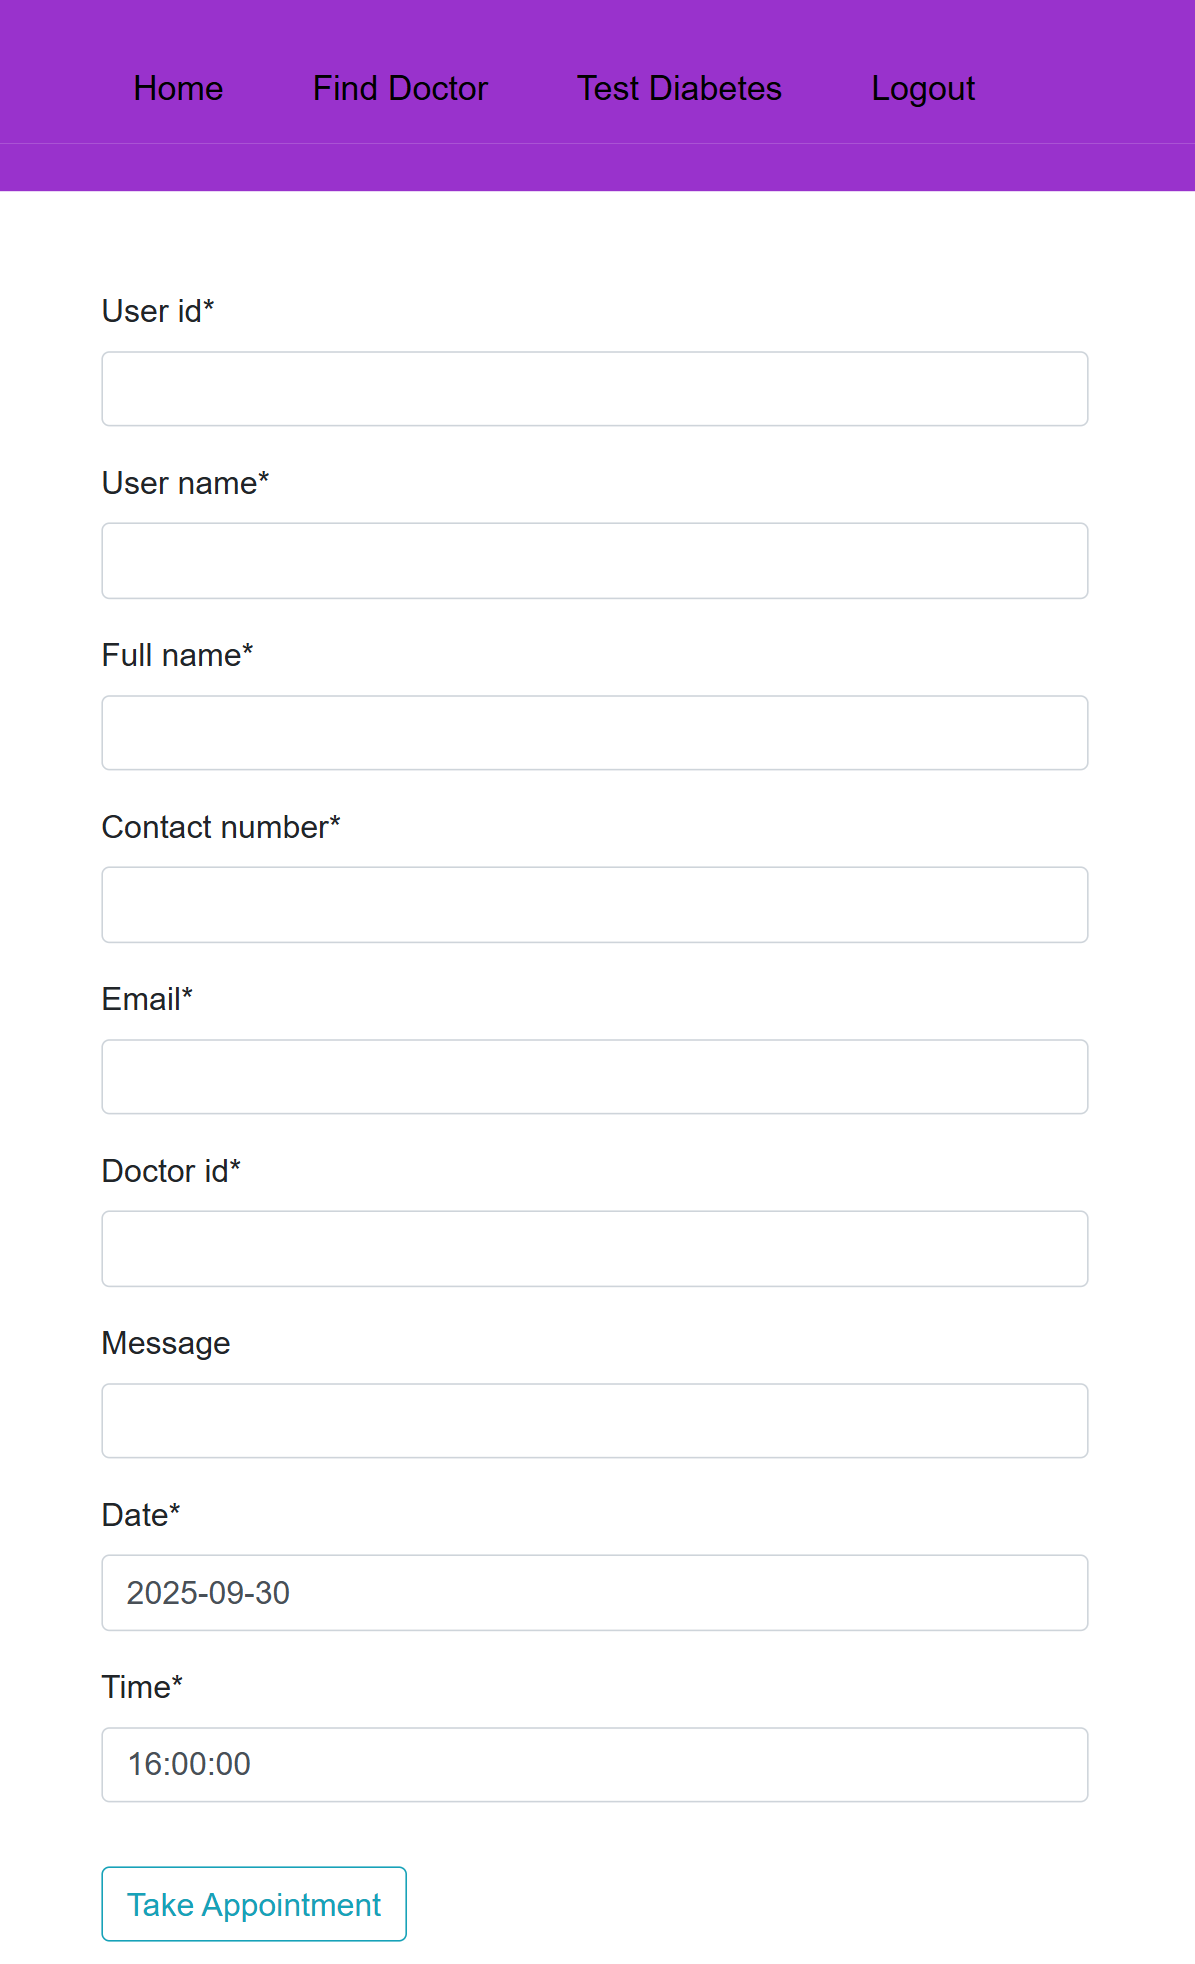 Home Find Doctor Test Diabetes Logout
User id*
User name*
Full name*
Contact number*
Email*
Doctor id*
Message
Date*
2025-09-30
Time*
16:00:00
Take Appointment